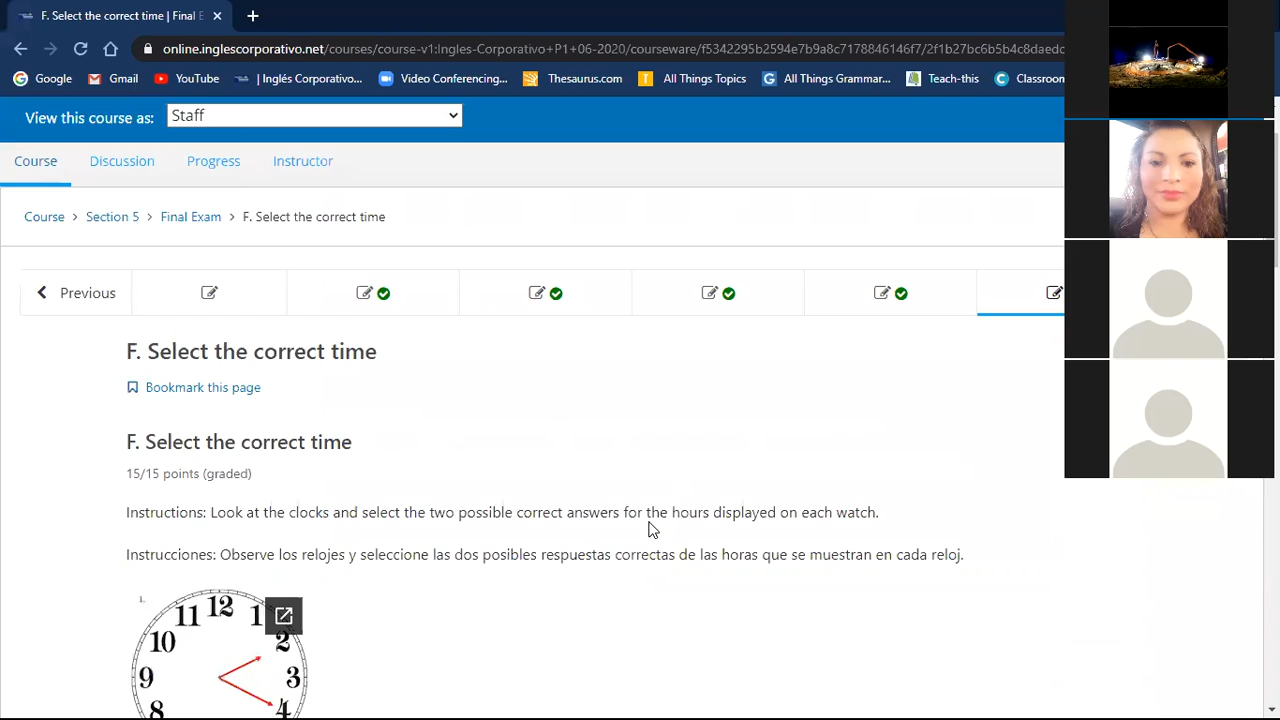 F. Select the correct time | Final E
online.inglescorporativo.net/courses/course-v1:Ingles-Corporativo+P1+06-2020/courseware/f5342295b2594e7b9a8c7178846146f7/2f1b27bc6b5b4c8daedc
Google Gmail YouTube | Inglés Corporativo... Video Conferencing... Thesaurus.com All Things Topics All Things Grammar... Teach-this Classroom
View this course as: Staff
Course Discussion Progress Instructor
Course > Section 5 > Final Exam > F. Select the correct time
Previous
F. Select the correct time
Bookmark this page
F. Select the correct time
15/15 points (graded)
Instructions: Look at the clocks and select the two possible correct answers for the hours displayed on each watch.
Instrucciones: Observe los relojes y seleccione las dos posibles respuestas correctas de las horas que se muestran en cada reloj.
1.
11 12 1
10 2
9 3
8 4